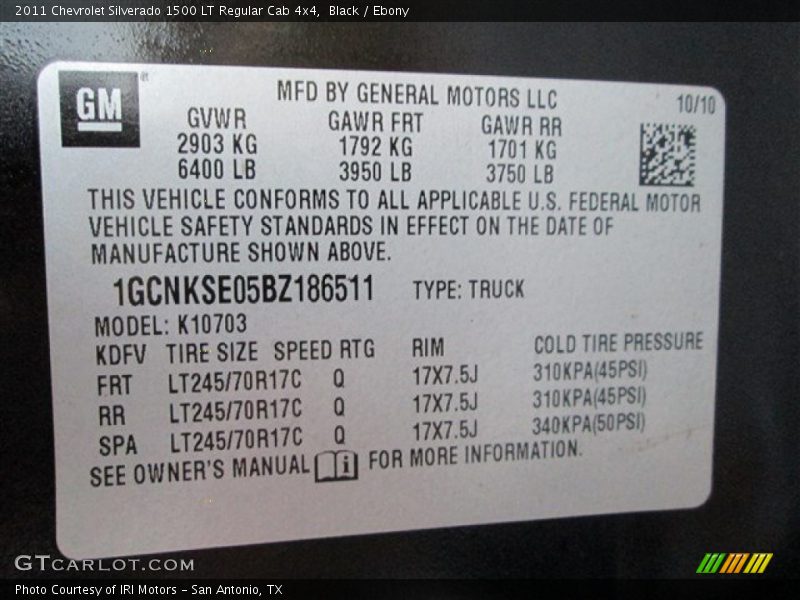 2011 Chevrolet Silverado 1500 LT Regular Cab 4x4, Black / Ebony
GM
MFD BY GENERAL MOTORS LLC
10/10
GVWR GAWR FRT GAWR RR
2903 KG 1792 KG 1701 KG
6400 LB 3950 LB 3750 LB
THIS VEHICLE CONFORMS TO ALL APPLICABLE U.S. FEDERAL MOTOR
VEHICLE SAFETY STANDARDS IN EFFECT ON THE DATE OF
MANUFACTURE SHOWN ABOVE.
1GCNKSE05BZ186511 TYPE: TRUCK
MODEL: K10703
KDFV TIRE SIZE SPEED RTG RIM COLD TIRE PRESSURE
FRT LT245/70R17C Q 17X7.5J 310KPA(45PSI)
RR LT245/70R17C Q 17X7.5J 310KPA(45PSI)
SPA LT245/70R17C Q 17X7.5J 340KPA(50PSI)
SEE OWNER'S MANUAL i FOR MORE INFORMATION.
GTCARLOT.COM
Photo Courtesy of IRI Motors - San Antonio, TX